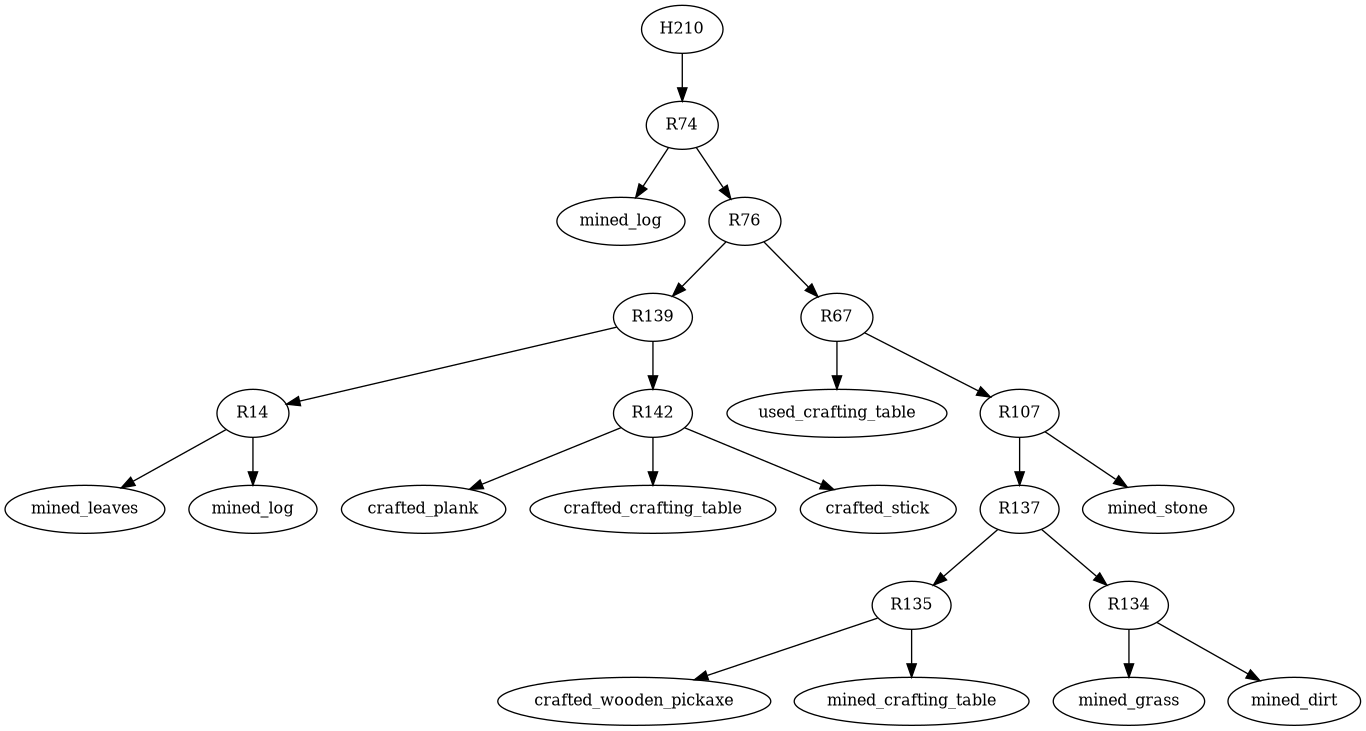 H210
R74
mined_log
R76
R139
R67
R14
R142
used_crafting_table
R107
mined_leaves
mined_log
crafted_plank
crafted_crafting_table
crafted_stick
R137
mined_stone
R135
R134
crafted_wooden_pickaxe
mined_crafting_table
mined_grass
mined_dirt